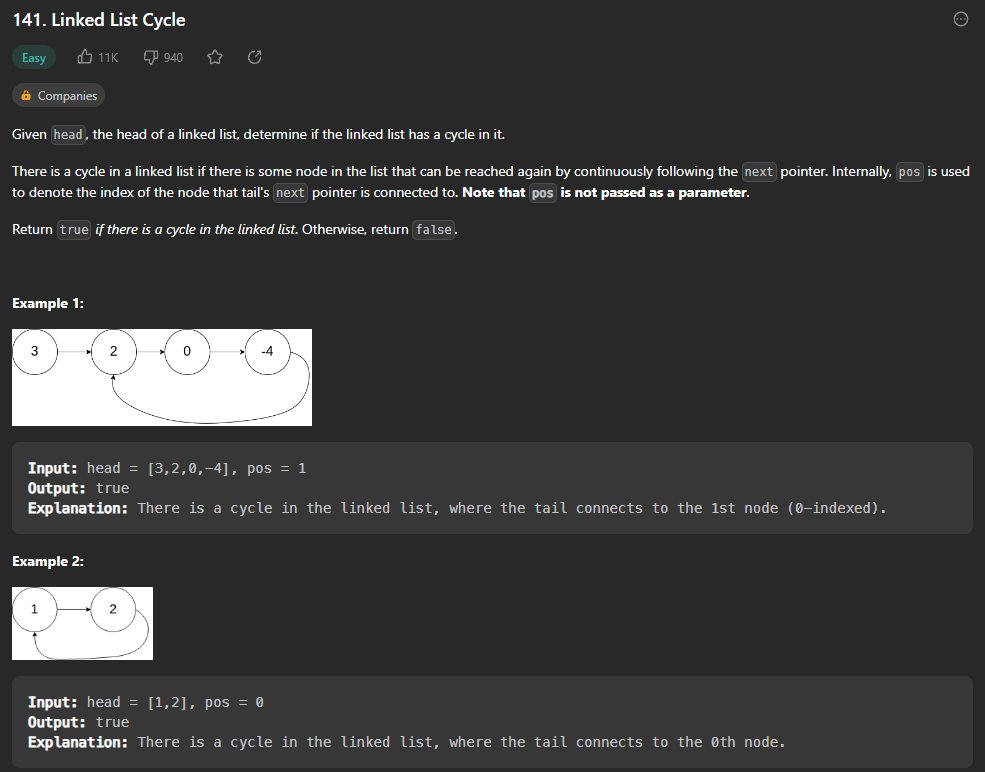 141. Linked List Cycle
Easy 11K 940
Companies
Given head, the head of a linked list, determine if the linked list has a cycle in it.
There is a cycle in a linked list if there is some node in the list that can be reached again by continuously following the next pointer. Internally, pos is used
to denote the index of the node that tail's next pointer is connected to. Note that pos is not passed as a parameter.
Return true if there is a cycle in the linked list. Otherwise, return false.
Example 1:
3 2 0 -4
Input: head = [3,2,0,-4], pos = 1
Output: true
Explanation: There is a cycle in the linked list, where the tail connects to the 1st node (0-indexed).
Example 2:
1 2
Input: head = [1,2], pos = 0
Output: true
Explanation: There is a cycle in the linked list, where the tail connects to the 0th node.